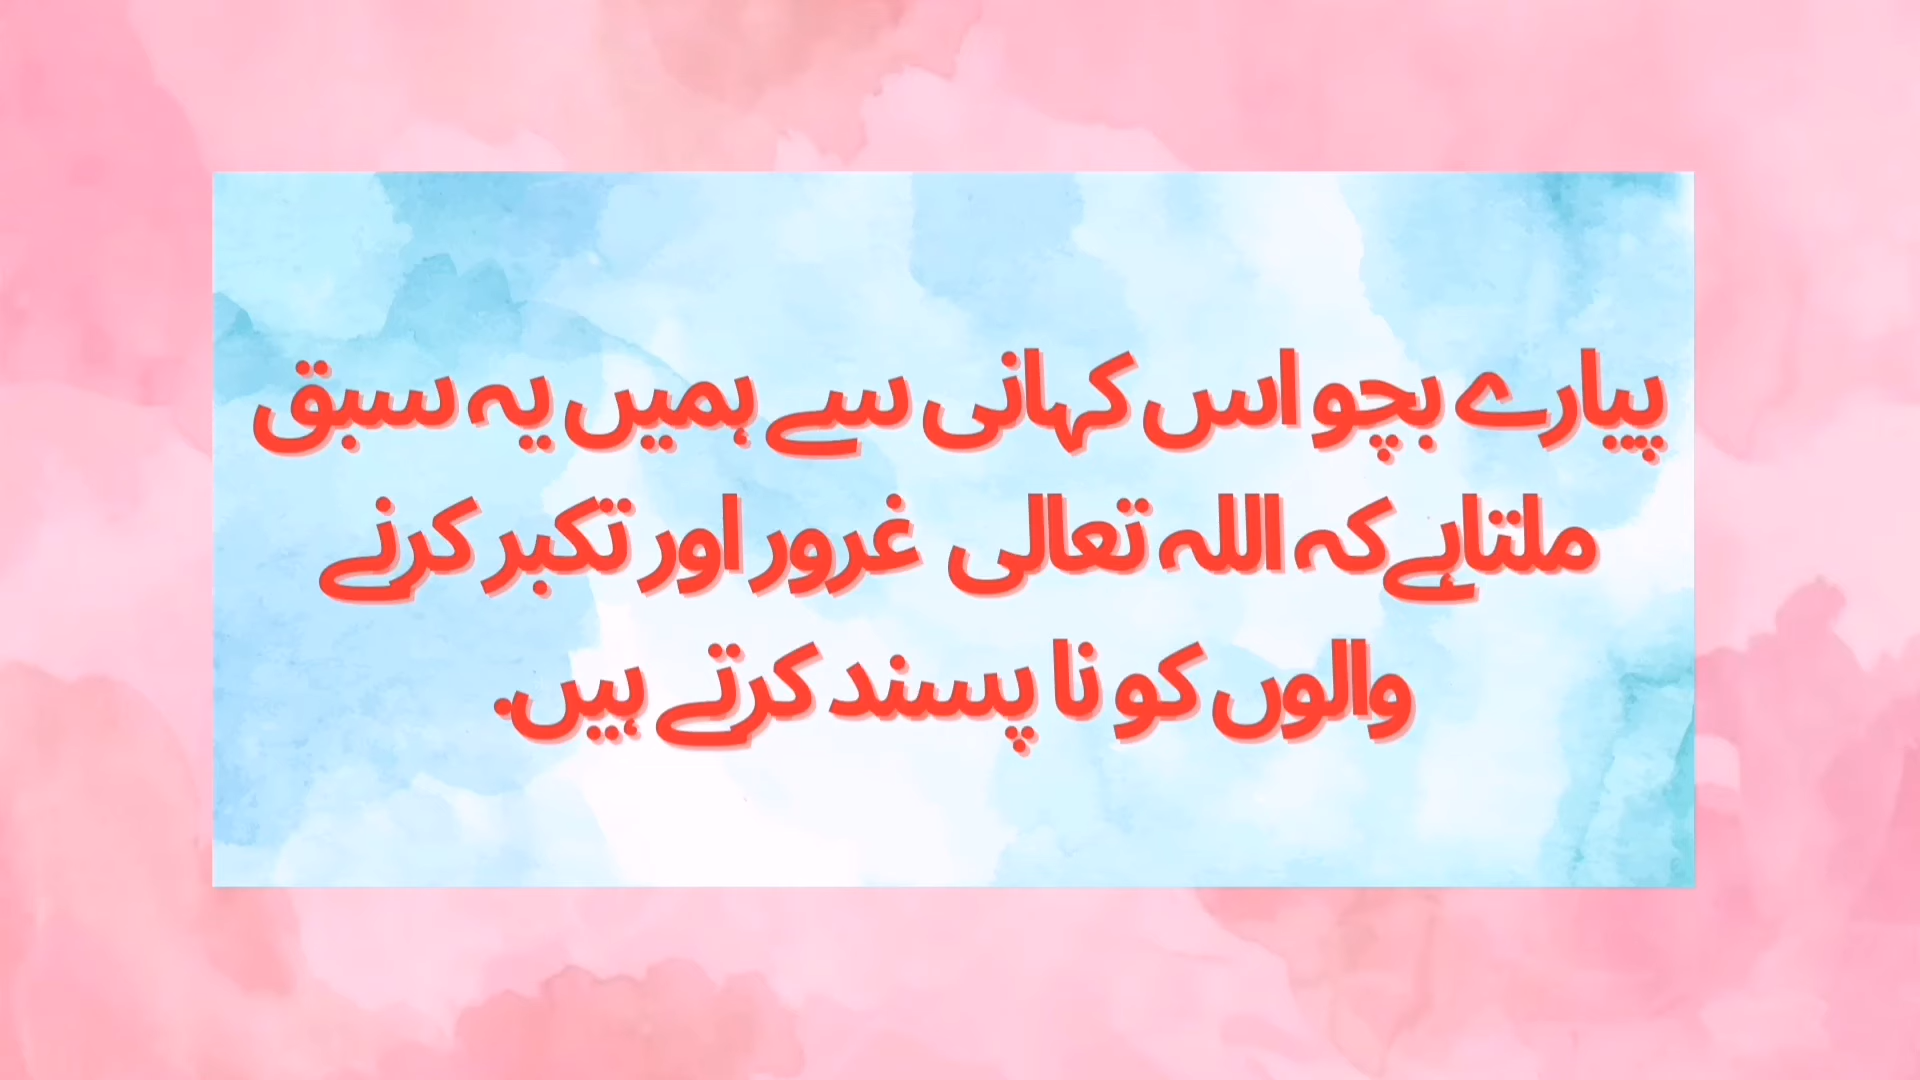 پیارے بچو اس کہانی سے ہمیں یہ سبق
ملتاہے کہ اللہ تعالی غرور اور تکبر کرنے
والوں کو نا پسند کرتے ہیں.